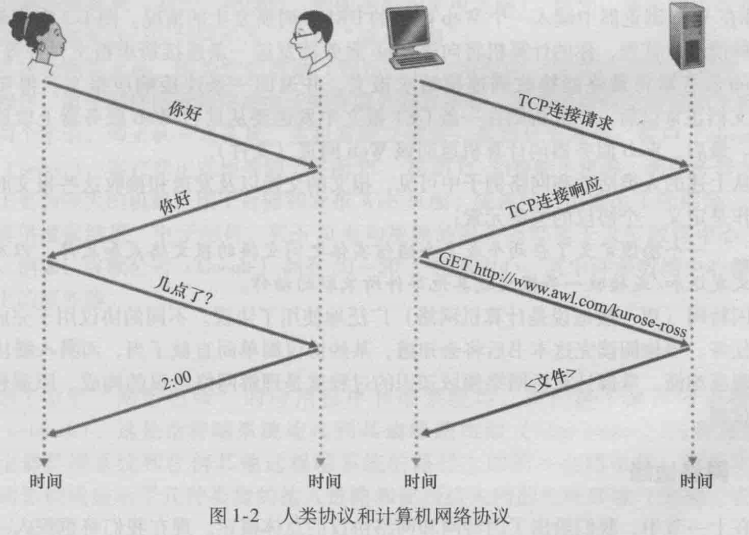 你好
TCP连接请求
你好
TCP连接响应
几点了?
GET http://www.awl.com/kurose-ross
2:00
<文件>
时间
时间
时间
时间
图 1-2 人类协议和计算机网络协议